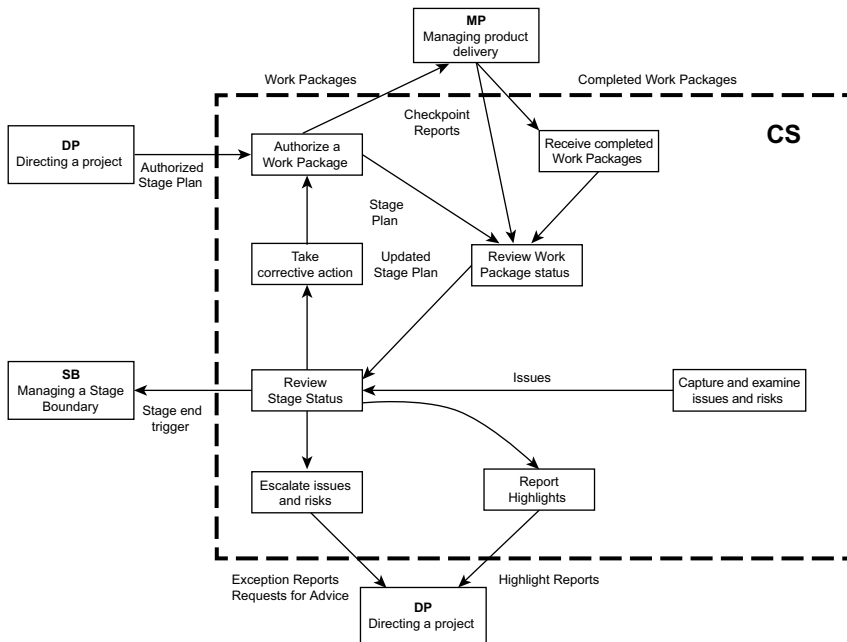 MP
Managing product
delivery
Work Packages
Completed Work Packages
CS
Checkpoint
Reports
DP
Directing a project
Authorized
Stage Plan
Authorize a
Work Package
Receive completed
Work Packages
Stage
Plan
Take
corrective action
Updated
Stage Plan
Review Work
Package status
SB
Managing a Stage
Boundary
Stage end
trigger
Review
Stage Status
Issues
Capture and examine
issues and risks
Escalate issues
and risks
Report
Highlights
Exception Reports
Requests for Advice
Highlight Reports
DP
Directing a project